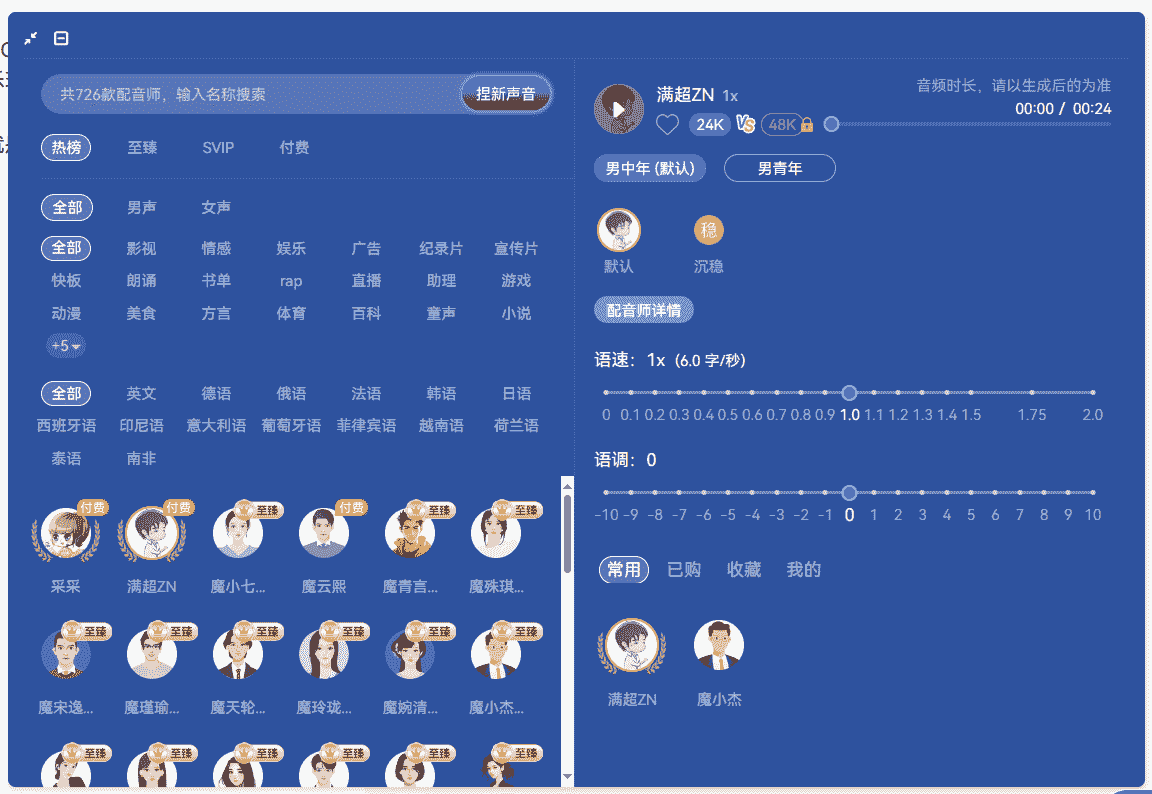 共726款配音师，输入名称搜索 捏新声音
热榜 至臻 SVIP 付费
全部 男声 女声
全部 影视 情感 娱乐 广告 纪录片 宣传片
快板 朗诵 书单 rap 直播 助理 游戏
动漫 美食 方言 体育 百科 童声 小说
+5
全部 英文 德语 俄语 法语 韩语 日语
西班牙语 印尼语 意大利语 葡萄牙语 菲律宾语 越南语 荷兰语
泰语 南非
付费 付费 至臻 付费 至臻 至臻
采采 满超ZN 魔小七... 魔云熙 魔青言... 魔殊琪...
至臻 至臻 至臻 至臻 至臻 至臻
魔宋逸... 魔瑾瑜... 魔天轮... 魔玲珑... 魔婉清... 魔小杰...
至臻 至臻 至臻 至臻 至臻 至臻
音频时长，请以生成后的为准
满超ZN 1x
00:00 / 00:24
24K VS 48K
男中年 (默认) 男青年
稳
默认 沉稳
配音师详情
语速：1x (6.0 字/秒)
0 0.1 0.2 0.3 0.4 0.5 0.6 0.7 0.8 0.9 1.0 1.1 1.2 1.3 1.4 1.5 1.75 2.0
语调：0
-10 -9 -8 -7 -6 -5 -4 -3 -2 -1 0 1 2 3 4 5 6 7 8 9 10
常用 已购 收藏 我的
满超ZN 魔小杰